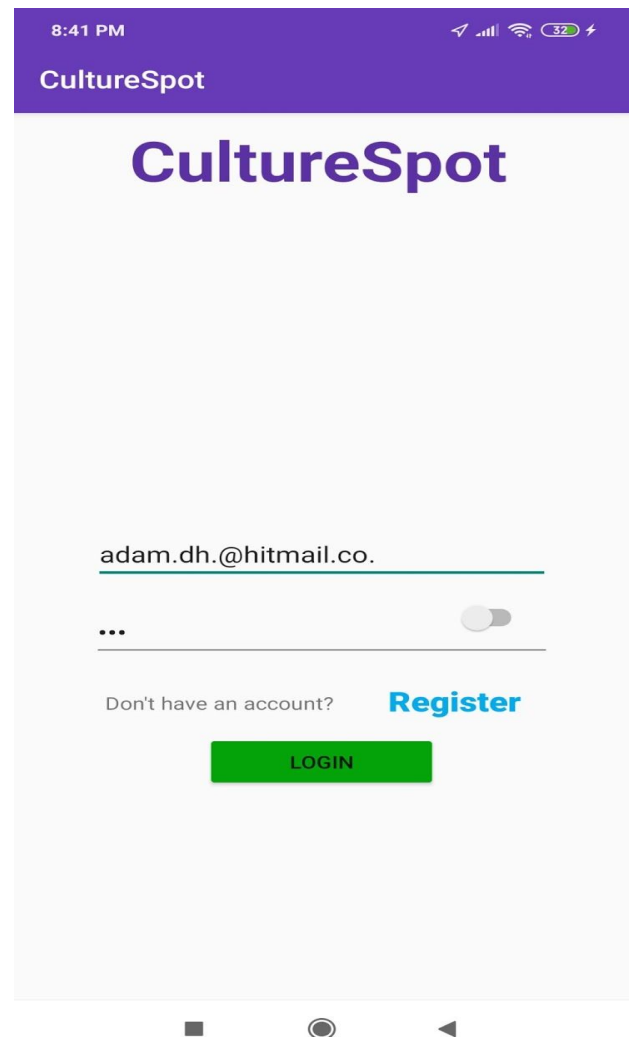 8:41 PM 32
CultureSpot
CultureSpot
adam.dh.@hitmail.co.
•••
Don't have an account? Register
LOGIN